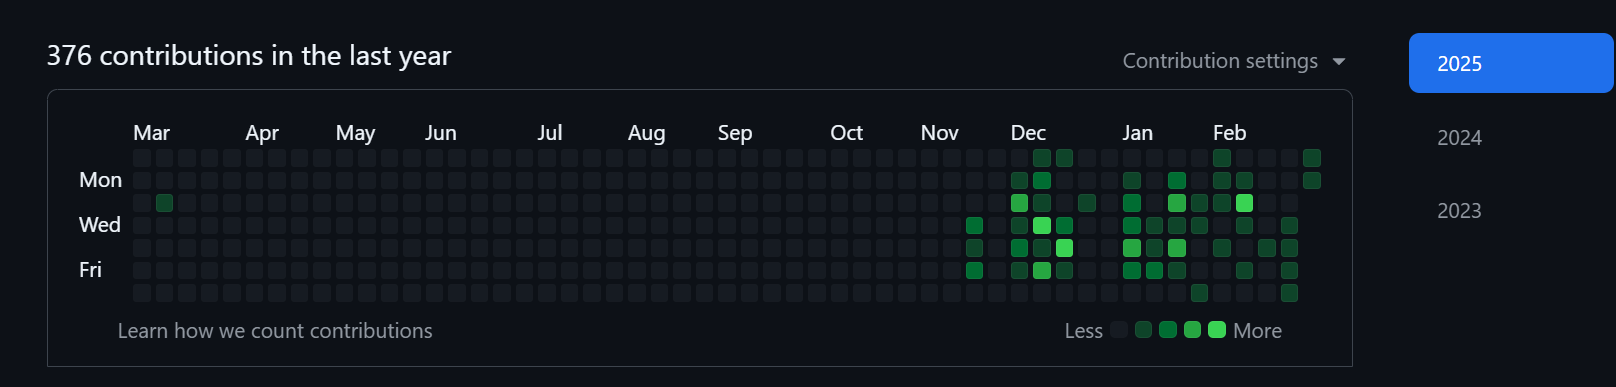 376 contributions in the last year
Contribution settings
2025
2024
2023
Mar Apr May Jun Jul Aug Sep Oct Nov Dec Jan Feb
Mon
Wed
Fri
Learn how we count contributions
Less More